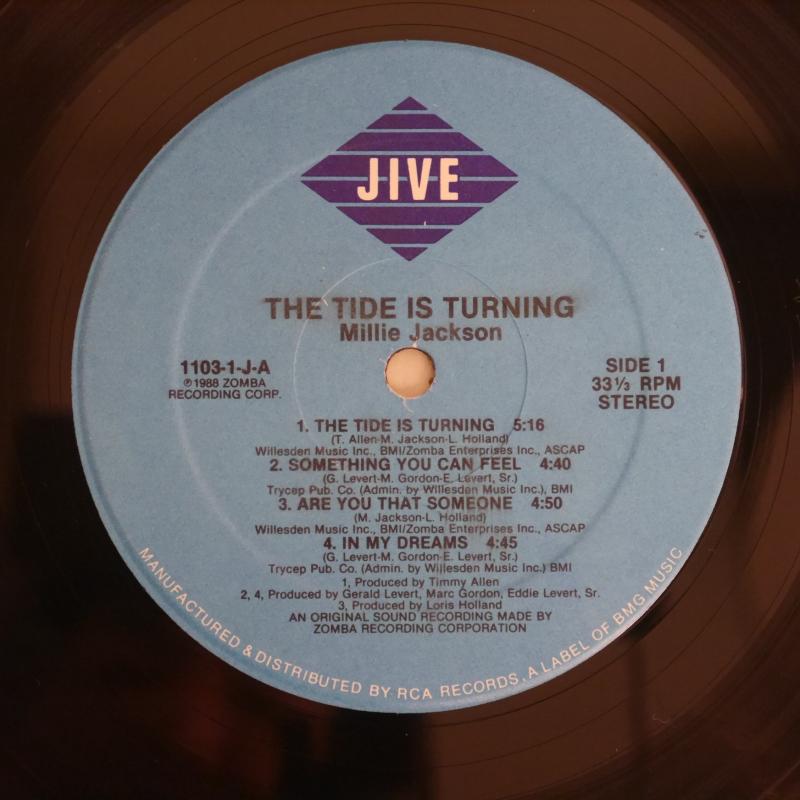 JIVE
THE TIDE IS TURNING
Millie Jackson
1103-1-J-A
℗1988 ZOMBA
RECORDING CORP.
SIDE 1
33 1/3 RPM
STEREO
1. THE TIDE IS TURNING 5:16
(T. Allen-M. Jackson-L. Holland)
Willesden Music Inc., BMI/Zomba Enterprises Inc., ASCAP
2. SOMETHING YOU CAN FEEL 4:40
(G. Levert-M. Gordon-E. Levert, Sr.)
Trycep Pub. Co. (Admin. by Willesden Music Inc.), BMI
3. ARE YOU THAT SOMEONE 4:50
(M. Jackson-L. Holland)
Willesden Music Inc., BMI/Zomba Enterprises Inc., ASCAP
4. IN MY DREAMS 4:45
(G. Levert-M. Gordon-E. Levert, Sr.)
Trycep Pub. Co. (Admin. by Willesden Music Inc.) BMI
1, Produced by Timmy Allen
2, 4, Produced by Gerald Levert, Marc Gordon, Eddie Levert, Sr.
3, Produced by Loris Holland
AN ORIGINAL SOUND RECORDING MADE BY
ZOMBA RECORDING CORPORATION
MANUFACTURED & DISTRIBUTED BY RCA RECORDS, A LABEL OF BMG MUSIC